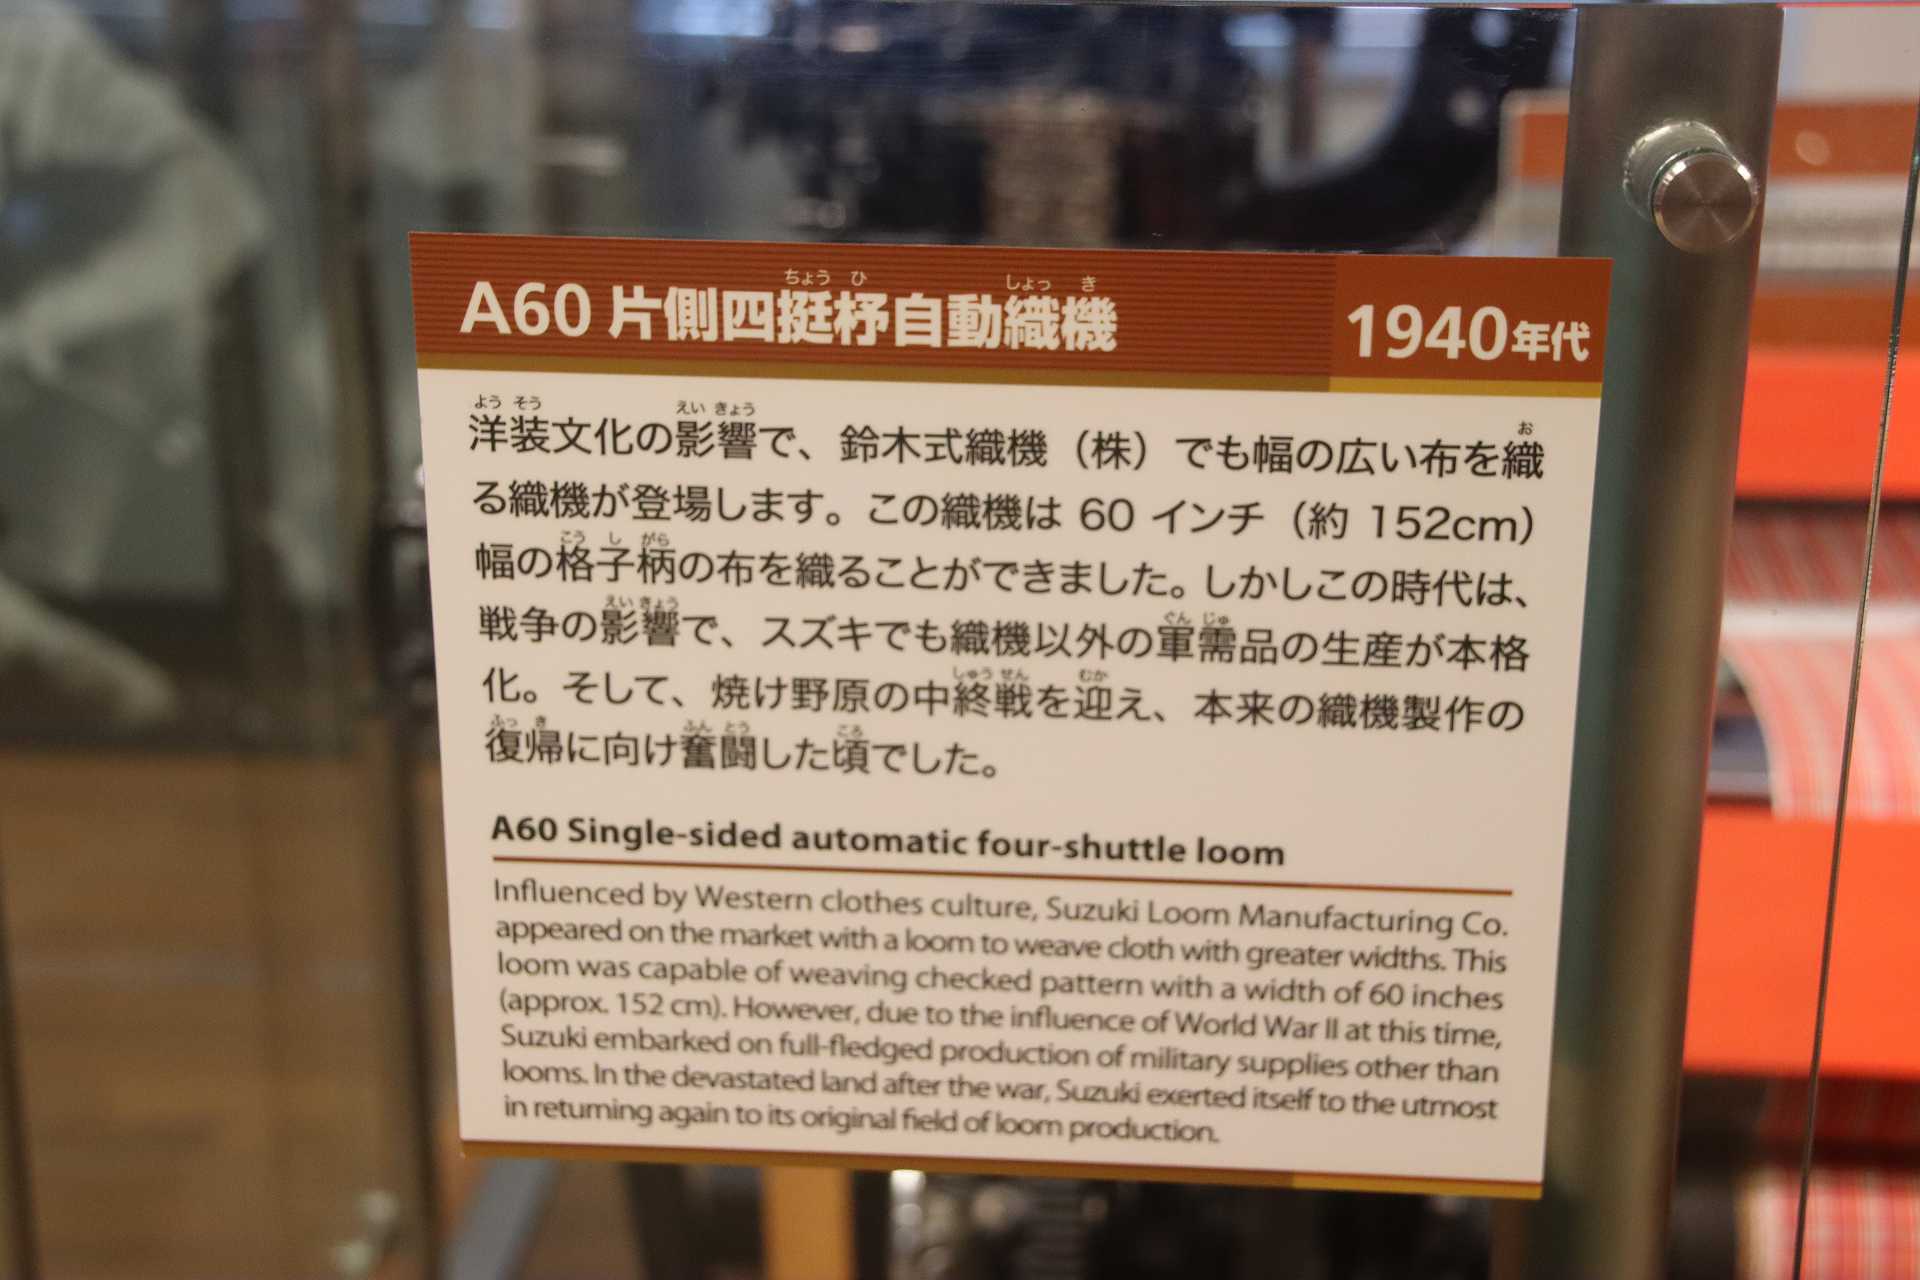 A60 片側四挺杼自動織機
ちょう ひ しょっ き
1940年代
よう そう えい きょう お
洋装文化の影響で、鈴木式織機（株）でも幅の広い布を織
る織機が登場します。この織機は 60 インチ（約 152cm）
こう し がら
幅の格子柄の布を織ることができました。しかしこの時代は、
えい きょう ぐん じゅ
戦争の影響で、スズキでも織機以外の軍需品の生産が本格
しゅう せん むか
化。そして、焼け野原の中終戦を迎え、本来の織機製作の
ふっ き ふん とう ころ
復帰に向け奮闘した頃でした。
A60 Single-sided automatic four-shuttle loom
Influenced by Western clothes culture, Suzuki Loom Manufacturing Co.
appeared on the market with a loom to weave cloth with greater widths. This
loom was capable of weaving checked pattern with a width of 60 inches
(approx. 152 cm). However, due to the influence of World War II at this time,
Suzuki embarked on full-fledged production of military supplies other than
looms. In the devastated land after the war, Suzuki exerted itself to the utmost
in returning again to its original field of loom production.